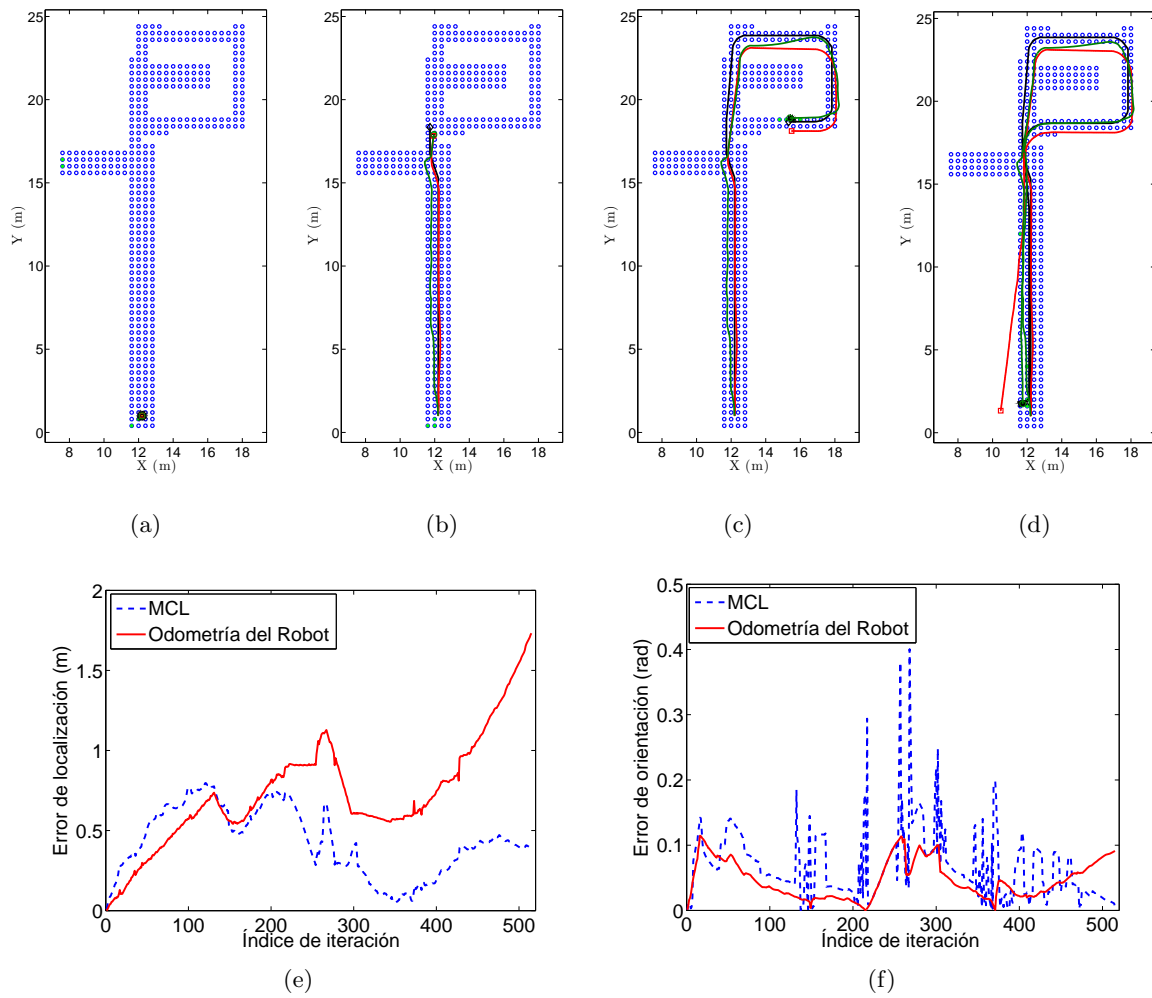 25
20
15
10
5
0
8 10 12 14 16 18
X (m)
Y (m)
(a)
25
20
15
10
5
0
8 10 12 14 16 18
X (m)
Y (m)
(b)
25
20
15
10
5
0
8 10 12 14 16 18
X (m)
Y (m)
(c)
25
20
15
10
5
0
8 10 12 14 16 18
X (m)
Y (m)
(d)
2
1.5
1
0.5
0
0 100 200 300 400 500
Error de localización (m)
Índice de iteración
MCL
Odometría del Robot
(e)
0.5
0.4
0.3
0.2
0.1
0
0 100 200 300 400 500
Error de orientación (rad)
Índice de iteración
MCL
Odometría del Robot
(f)